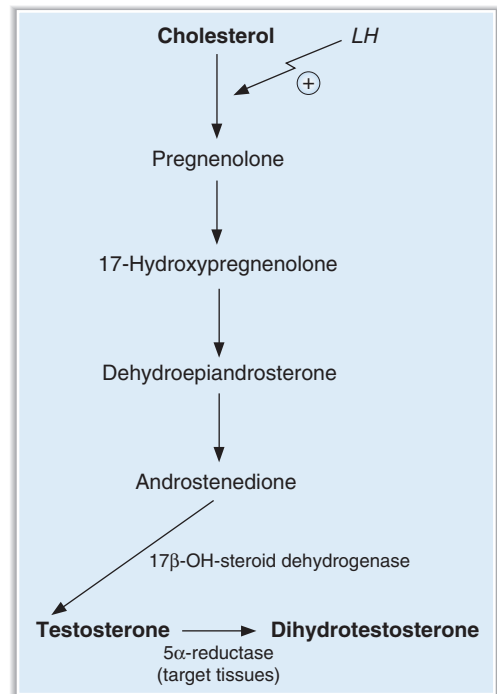 Cholesterol LH
+
Pregnenolone
17-Hydroxypregnenolone
Dehydroepiandrosterone
Androstenedione
17β-OH-steroid dehydrogenase
Testosterone Dihydrotestosterone
5α-reductase
(target tissues)